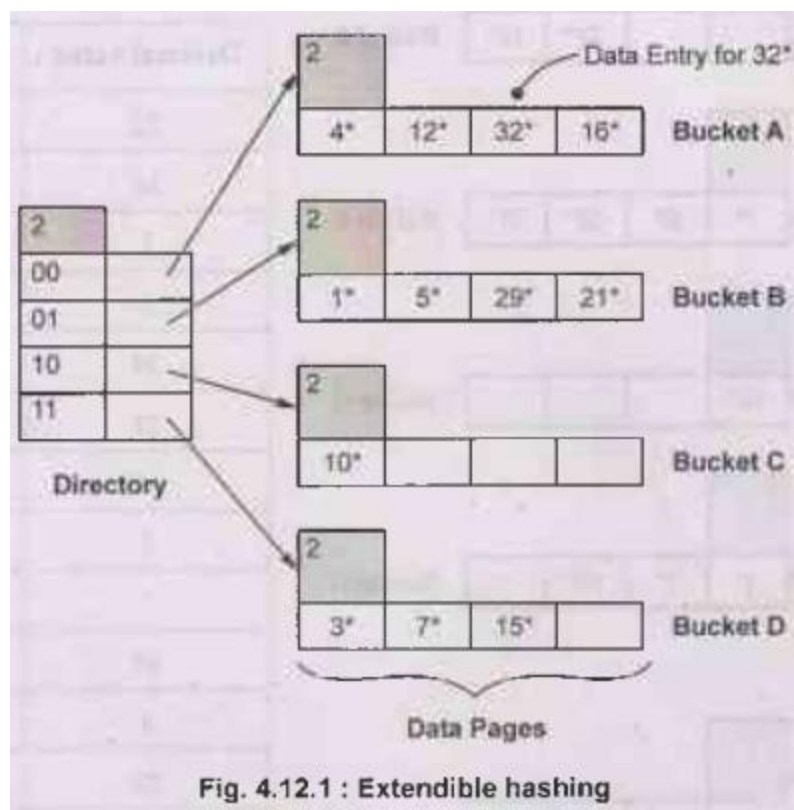 2
Data Entry for 32*
4* 12* 32* 16* Bucket A
2
1* 5* 29* 21* Bucket B
2
00
01
10
11
Directory
2
10* Bucket C
2
3* 7* 15* Bucket D
Data Pages
Fig. 4.12.1 : Extendible hashing